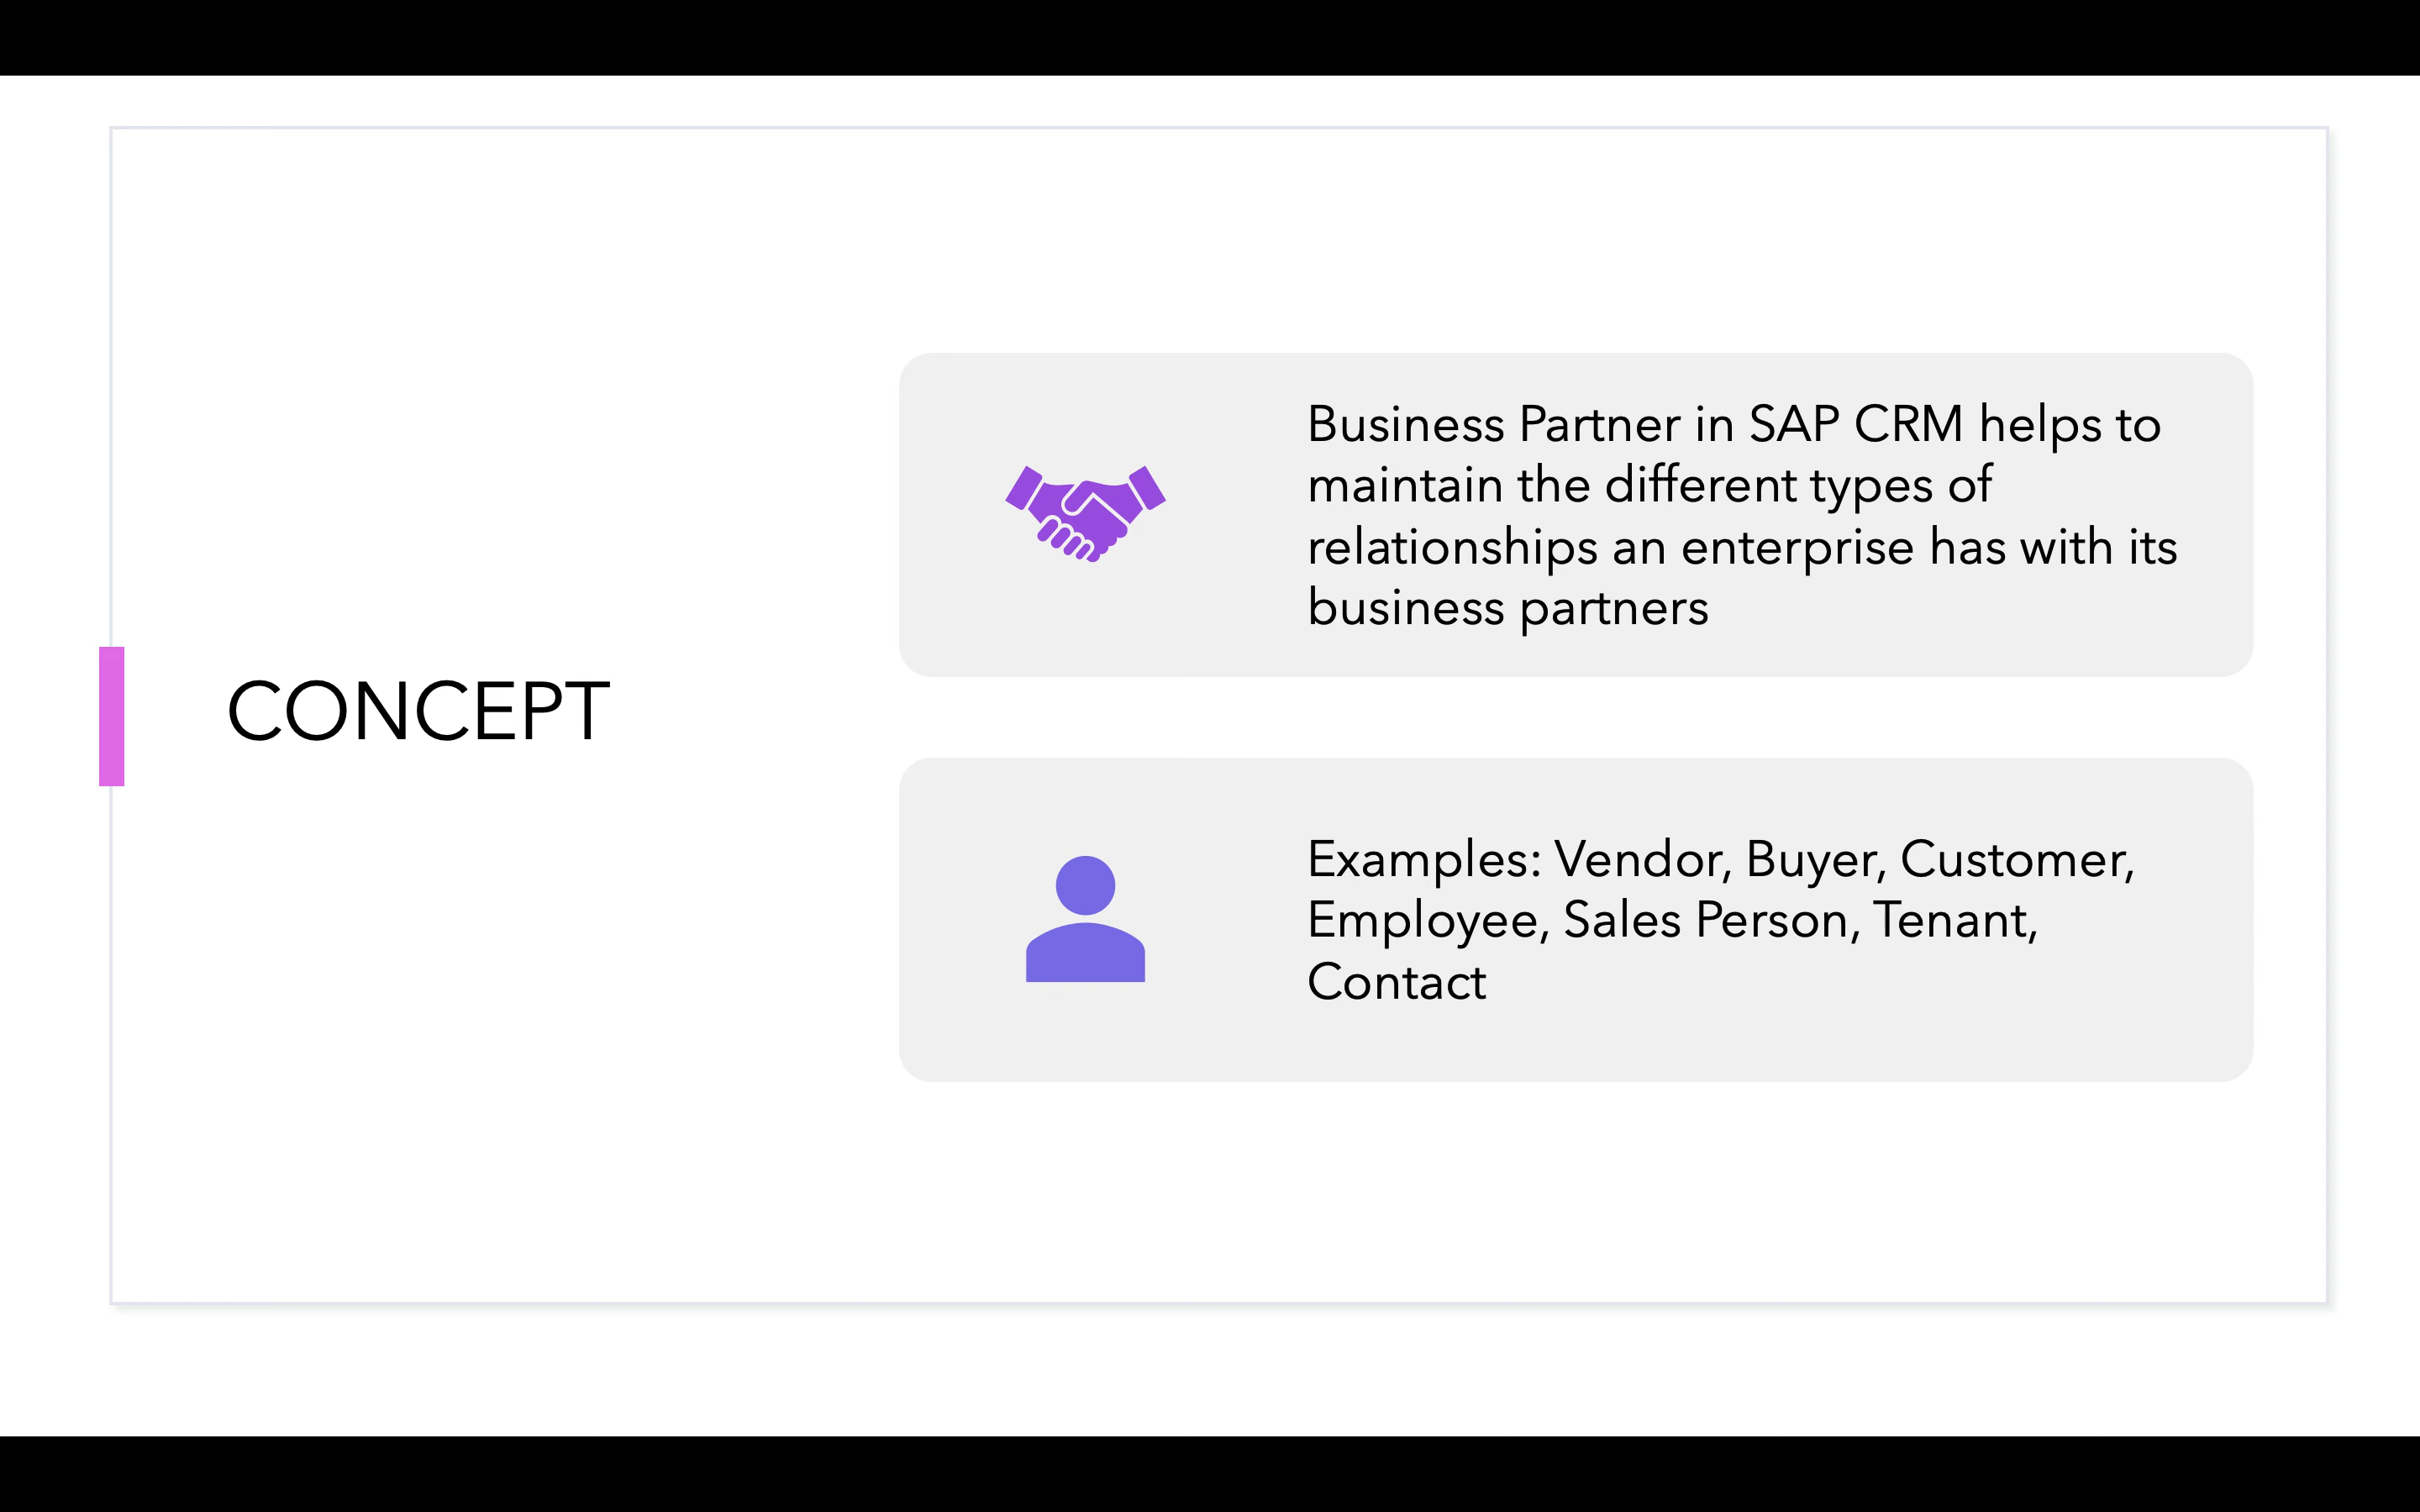 CONCEPT
Business Partner in SAP CRM helps to
maintain the different types of
relationships an enterprise has with its
business partners
Examples: Vendor, Buyer, Customer,
Employee, Sales Person, Tenant,
Contact